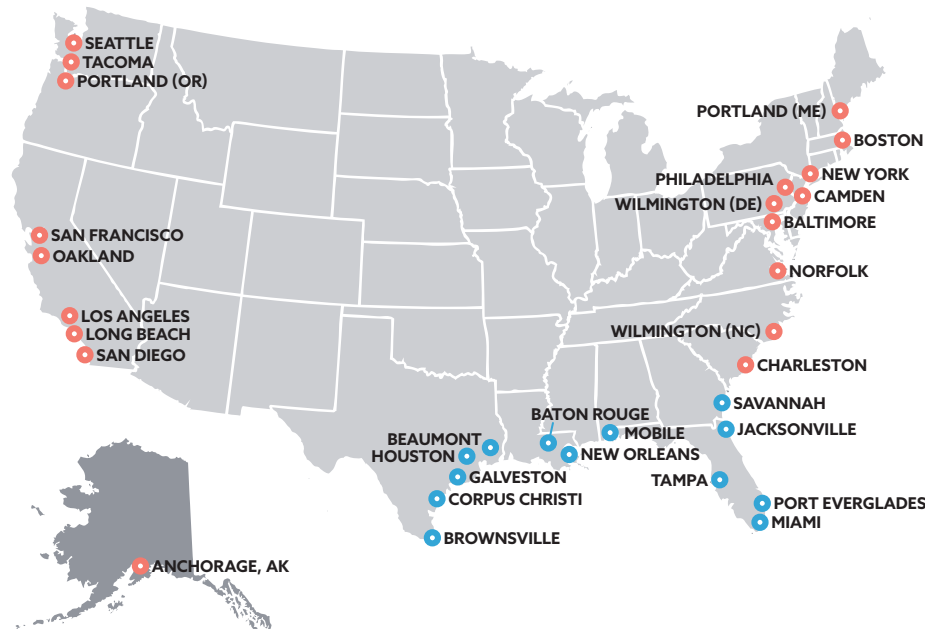 SEATTLE
TACOMA
PORTLAND (OR)
PORTLAND (ME)
BOSTON
NEW YORK
PHILADELPHIA
CAMDEN
WILMINGTON (DE)
BALTIMORE
SAN FRANCISCO
OAKLAND
NORFOLK
LOS ANGELES
LONG BEACH
SAN DIEGO
WILMINGTON (NC)
CHARLESTON
SAVANNAH
BATON ROUGE
JACKSONVILLE
MOBILE
BEAUMONT
HOUSTON
NEW ORLEANS
GALVESTON
TAMPA
CORPUS CHRISTI
PORT EVERGLADES
MIAMI
BROWNSVILLE
ANCHORAGE, AK